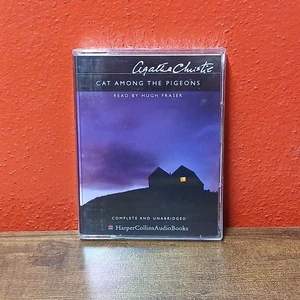 Agatha Christie
CAT AMONG THE PIGEONS
READ BY HUGH FRASER
COMPLETE AND UNABRIDGED
HarperCollinsAudioBooks